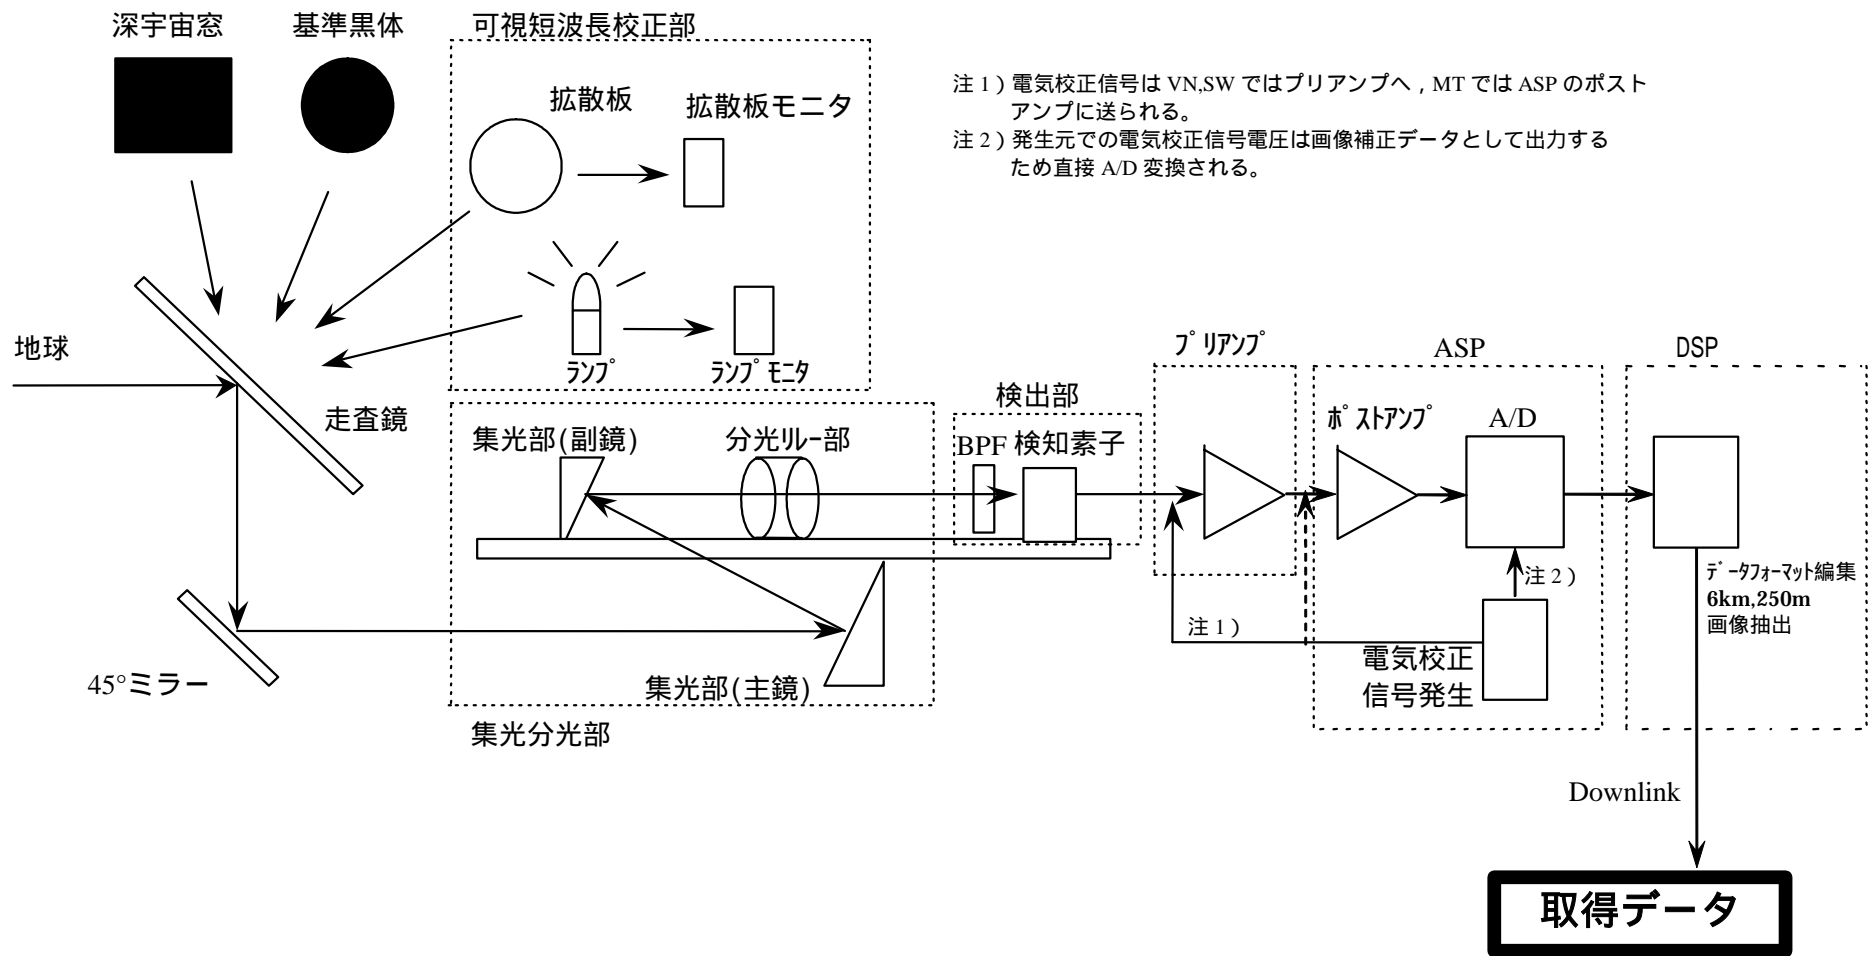 深宇宙窓
基準黒体
可視短波長校正部
拡散板
拡散板モニタ
ランプ
ランプモニタ
注 1 ) 電気校正信号は VN,SW ではプリアンプへ , MT では ASP のポスト
アンプに送られる。
注 2 ) 発生元での電気校正信号電圧は画像補正データとして出力する
ため直接 A/D 変換される。
地球
走査鏡
45°ミラー
集光部(副鏡)
分光リレー部
集光部(主鏡)
集光分光部
検出部
BPF 検知素子
プリアンプ
ASP
ポストアンプ
A/D
注 2 )
注 1 )
電気校正
信号発生
DSP
データフォーマット編集
6km,250m
画像抽出
Downlink
取得データ